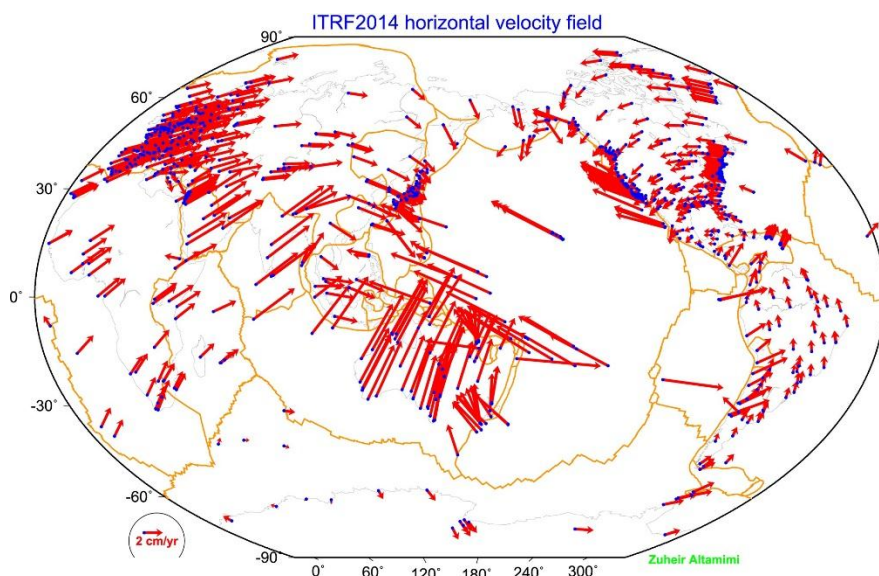 ITRF2014 horizontal velocity field
90°
60°
30°
0°
-30°
-60°
-90°
2 cm/yr
Zuheir Altamimi
0° 60° 120° 180° 240° 300°